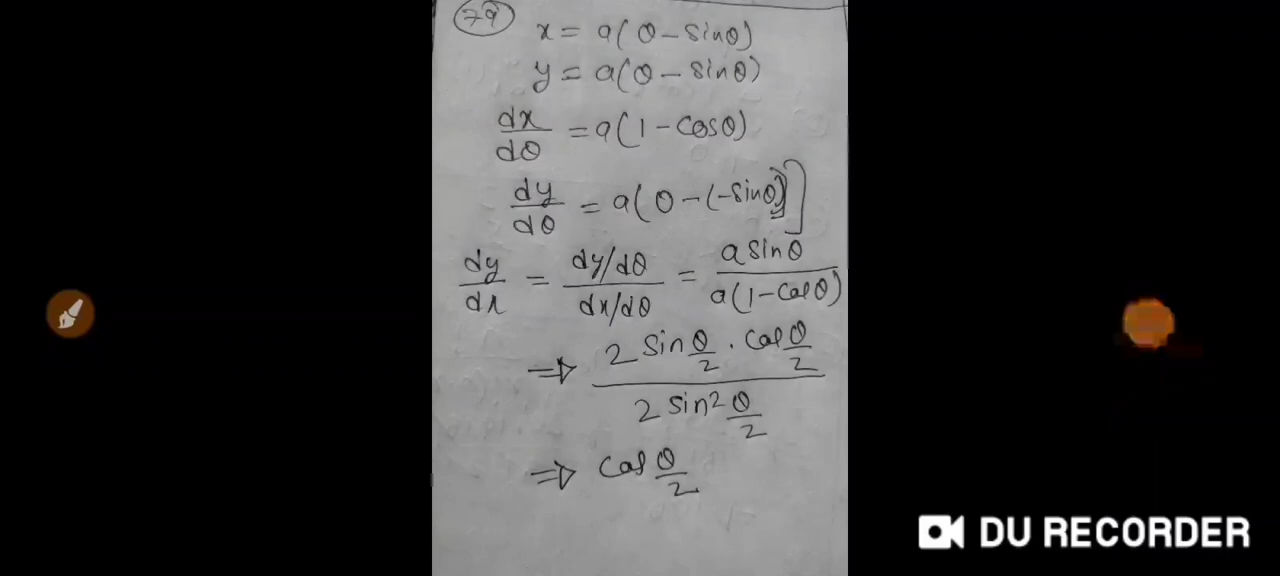 79
x = a(θ - sinθ)
y = a(θ - sinθ)
dx/dθ = a(1 - cosθ)
dy/dθ = a(0 - (-sinθ))]
dy/dx = dy/dθ / dx/dθ = a sinθ / a(1 - cosθ)
⇒ 2 sin θ/2 . cos θ/2 / 2 sin² θ/2
⇒ cos θ/2
DU RECORDER